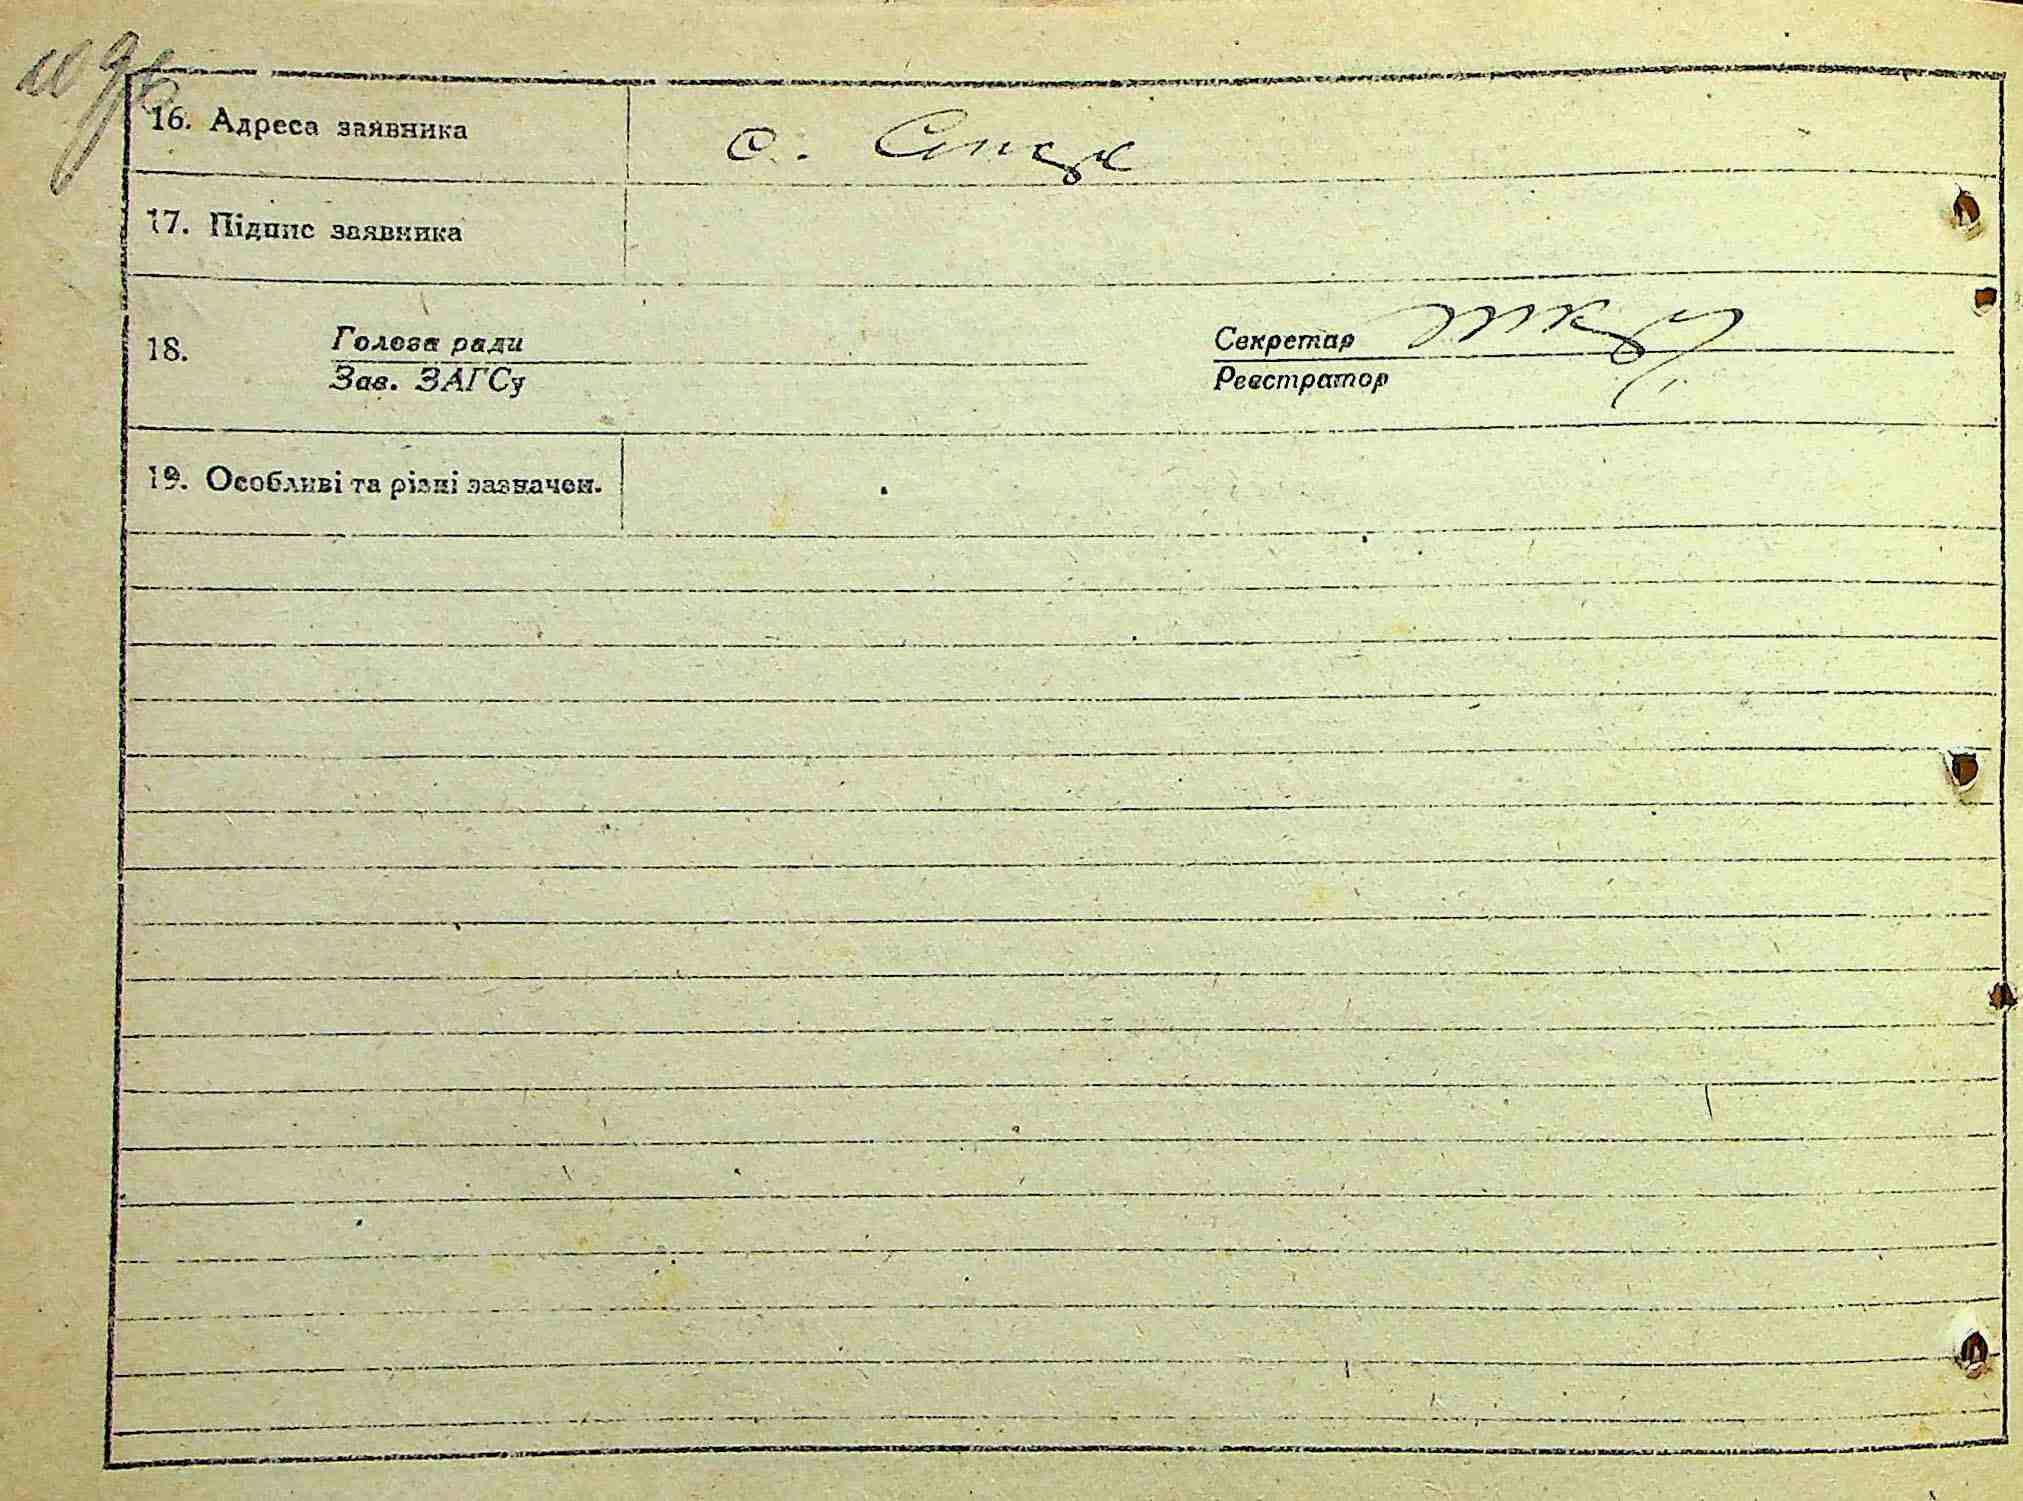 16. Адреса заявника
с.
17. Підпис заявника
18. Голова ради Секретар
Зав. ЗАГСу Реєстратор
19. Особливі та різні зазначен.